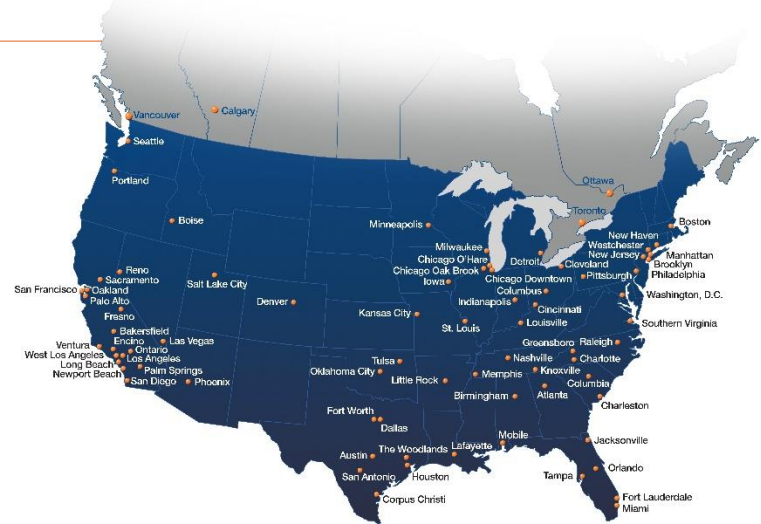 Vancouver
Calgary
Seattle
Portland
Ottawa
Toronto
Boise
Minneapolis
Boston
New Haven
Westchester
New Jersey
Manhattan
Brooklyn
Philadelphia
Milwaukee
Chicago O'Hare
Chicago Oak Brook
Iowa
Detroit
Cleveland
Chicago Downtown
Pittsburgh
Columbus
Indianapolis
Cincinnati
Washington, D.C.
Reno
Sacramento
San Francisco
Oakland
Palo Alto
Fresno
Salt Lake City
Denver
Kansas City
St. Louis
Louisville
Southern Virginia
Bakersfield
Ventura
Encino
Las Vegas
West Los Angeles
Ontario
Los Angeles
Long Beach
Palm Springs
Newport Beach
San Diego
Phoenix
Tulsa
Oklahoma City
Little Rock
Greensboro
Raleigh
Nashville
Charlotte
Memphis
Knoxville
Columbia
Birmingham
Atlanta
Charleston
Fort Worth
Dallas
Austin
The Woodlands
Lafayette
Mobile
Jacksonville
San Antonio
Houston
Tampa
Orlando
Corpus Christi
Fort Lauderdale
Miami